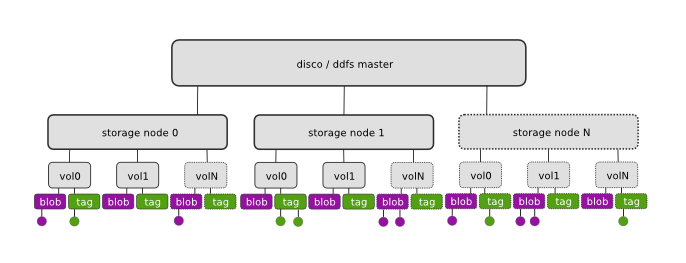 disco / ddfs master
storage node 0 storage node 1 storage node N
vol0 vol1 volN vol0 vol1 volN vol0 vol1 volN
blob tag blob tag blob tag blob tag blob tag blob tag blob tag blob tag blob tag